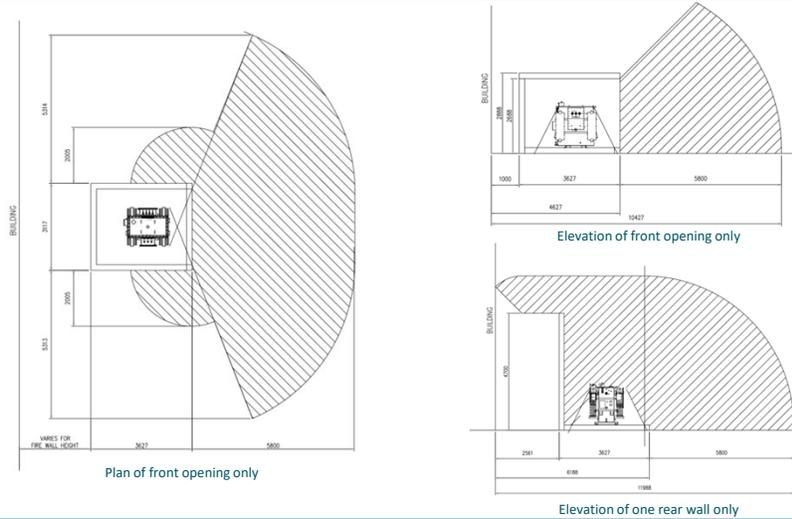 BUILDING
5314
2005
3117
2005
5313
VARIES FOR
FIRE WALL HEIGHT
3627
5800
Plan of front opening only
BUILDING
2888
2688
1000
3627
5800
4627
10427
Elevation of front opening only
BUILDING
4700
2561
3627
5800
6188
11988
Elevation of one rear wall only